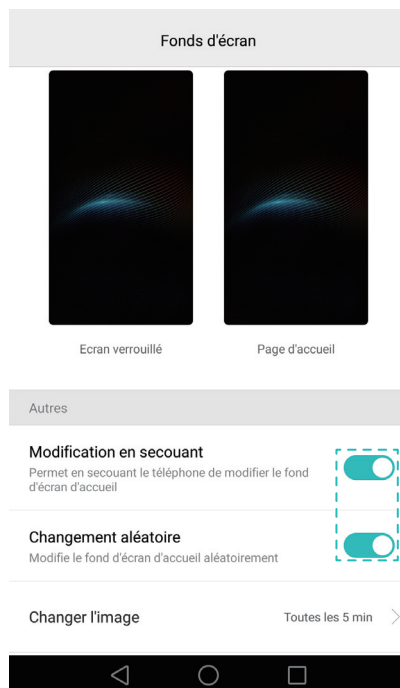 Fonds d'écran
Ecran verrouillé
Page d'accueil
Autres
Modification en secouant
Permet en secouant le téléphone de modifier le fond
d'écran d'accueil
Changement aléatoire
Modifie le fond d'écran d'accueil aléatoirement
Changer l'image
Toutes les 5 min